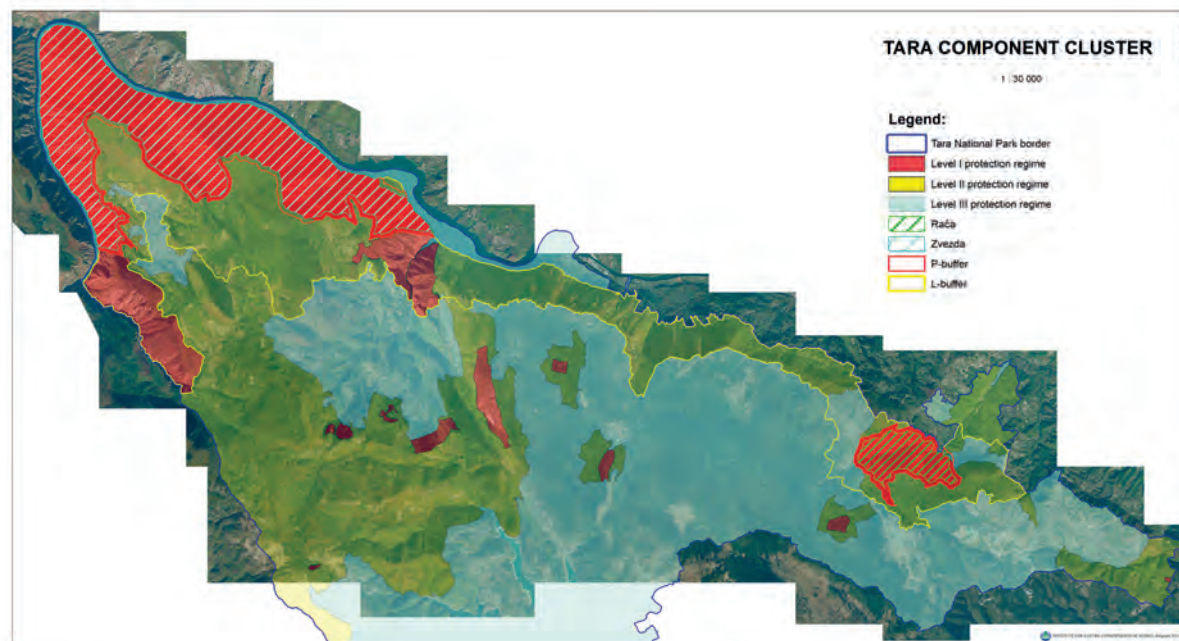 TARA COMPONENT CLUSTER
1 : 30 000
Legend:
Tara National Park border
Level I protection regime
Level II protection regime
Level III protection regime
Rača
Zvezda
P-buffer
L-buffer